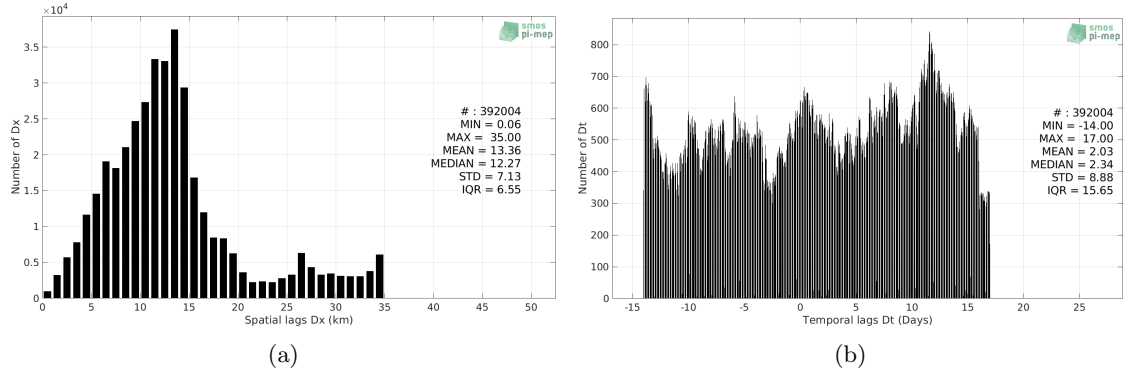 ×10⁴
3.5
3
2.5
2
1.5
1
0.5
0
Number of Dx
0 5 10 15 20 25 30 35 40 45 50
Spatial lags Dx (km)
smos
pi-mep
# : 392004
MIN = 0.06
MAX = 35.00
MEAN = 13.36
MEDIAN = 12.27
STD = 7.13
IQR = 6.55
(a)
800
700
600
500
400
300
200
100
0
Number of Dt
-15 -10 -5 0 5 10 15 20 25
Temporal lags Dt (Days)
smos
pi-mep
# : 392004
MIN = -14.00
MAX = 17.00
MEAN = 2.03
MEDIAN = 2.34
STD = 8.88
IQR = 15.65
(b)